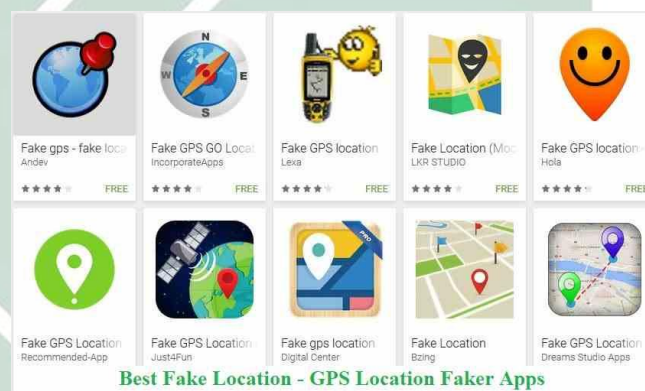 N
W E
S
PRO
Fake gps - fake loca
Andev
FREE
Fake GPS GO Locat
IncorporateApps
FREE
Fake GPS location
Lexa
FREE
Fake Location (Moc
LKR STUDIO
FREE
Fake GPS location
Hola
FREE
Fake GPS Location
Recommended-App
Fake GPS Location
Just4Fun
Fake gps location
Digital Center
Fake Location
Bzing
Fake GPS Location
Dreams Studio Apps
Best Fake Location - GPS Location Faker Apps